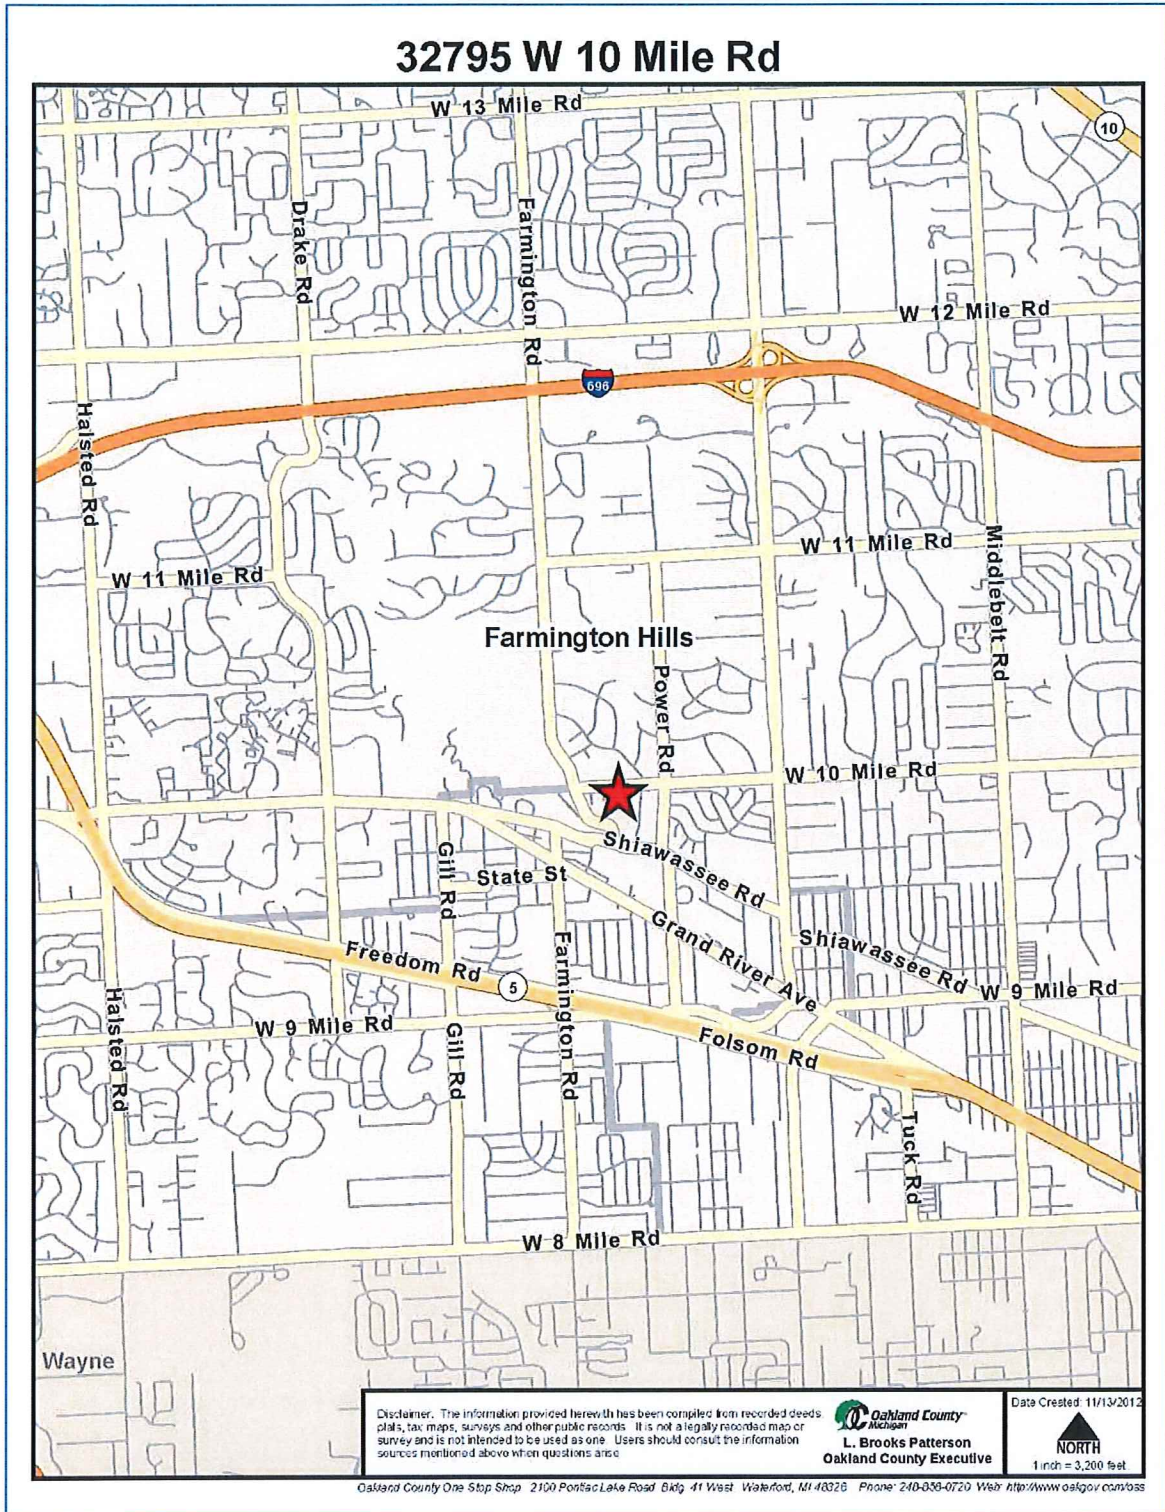 32795 W 10 Mile Rd
W 13 Mile Rd
10
Drake Rd
Farmington Rd
W 12 Mile Rd
696
Halsted Rd
W 11 Mile Rd
Middlebelt Rd
W 11 Mile Rd
Farmington Hills
Power Rd
W 10 Mile Rd
Shiawassee Rd
Gill Rd
State St
Grand River Ave
Farmington Rd
Shiawassee Rd
Freedom Rd
5
W 9 Mile Rd
Halsted Rd
W 9 Mile Rd
Gill Rd
Folsom Rd
Tuck Rd
W 8 Mile Rd
Wayne
Disclaimer. The information provided herewith has been compiled from recorded deeds,
plats, tax maps, surveys and other public records It is not a legally recorded map or
survey and is not intended to be used as one Users should consult the information
sources mentioned above when questions arise
Oakland County
Michigan
L. Brooks Patterson
Oakland County Executive
Date Created: 11/13/2012
NORTH
1 inch = 3,200 feet
Oakland County One Stop Shop 2100 Pontiac Lake Road Bldg 41 West Waterford, MI 48328 Phone: 248-858-0720 Web: http://www.oakgov.com/oss